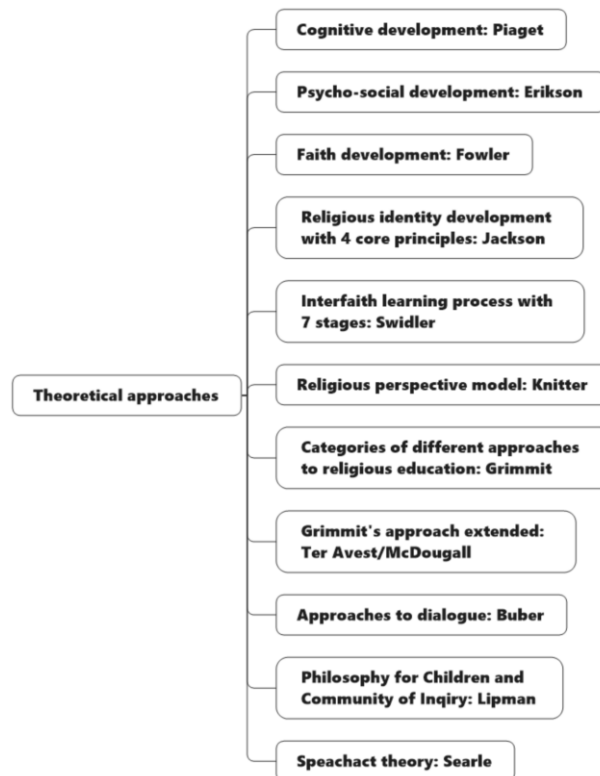 Cognitive development: Piaget
Psycho-social development: Erikson
Faith development: Fowler
Religious identity development
with 4 core principles: Jackson
Interfaith learning process with
7 stages: Swidler
Theoretical approaches
Religious perspective model: Knitter
Categories of different approaches
to religious education: Grimmit
Grimmit's approach extended:
Ter Avest/McDougall
Approaches to dialogue: Buber
Philosophy for Children and
Community of Inqiry: Lipman
Speachact theory: Searle